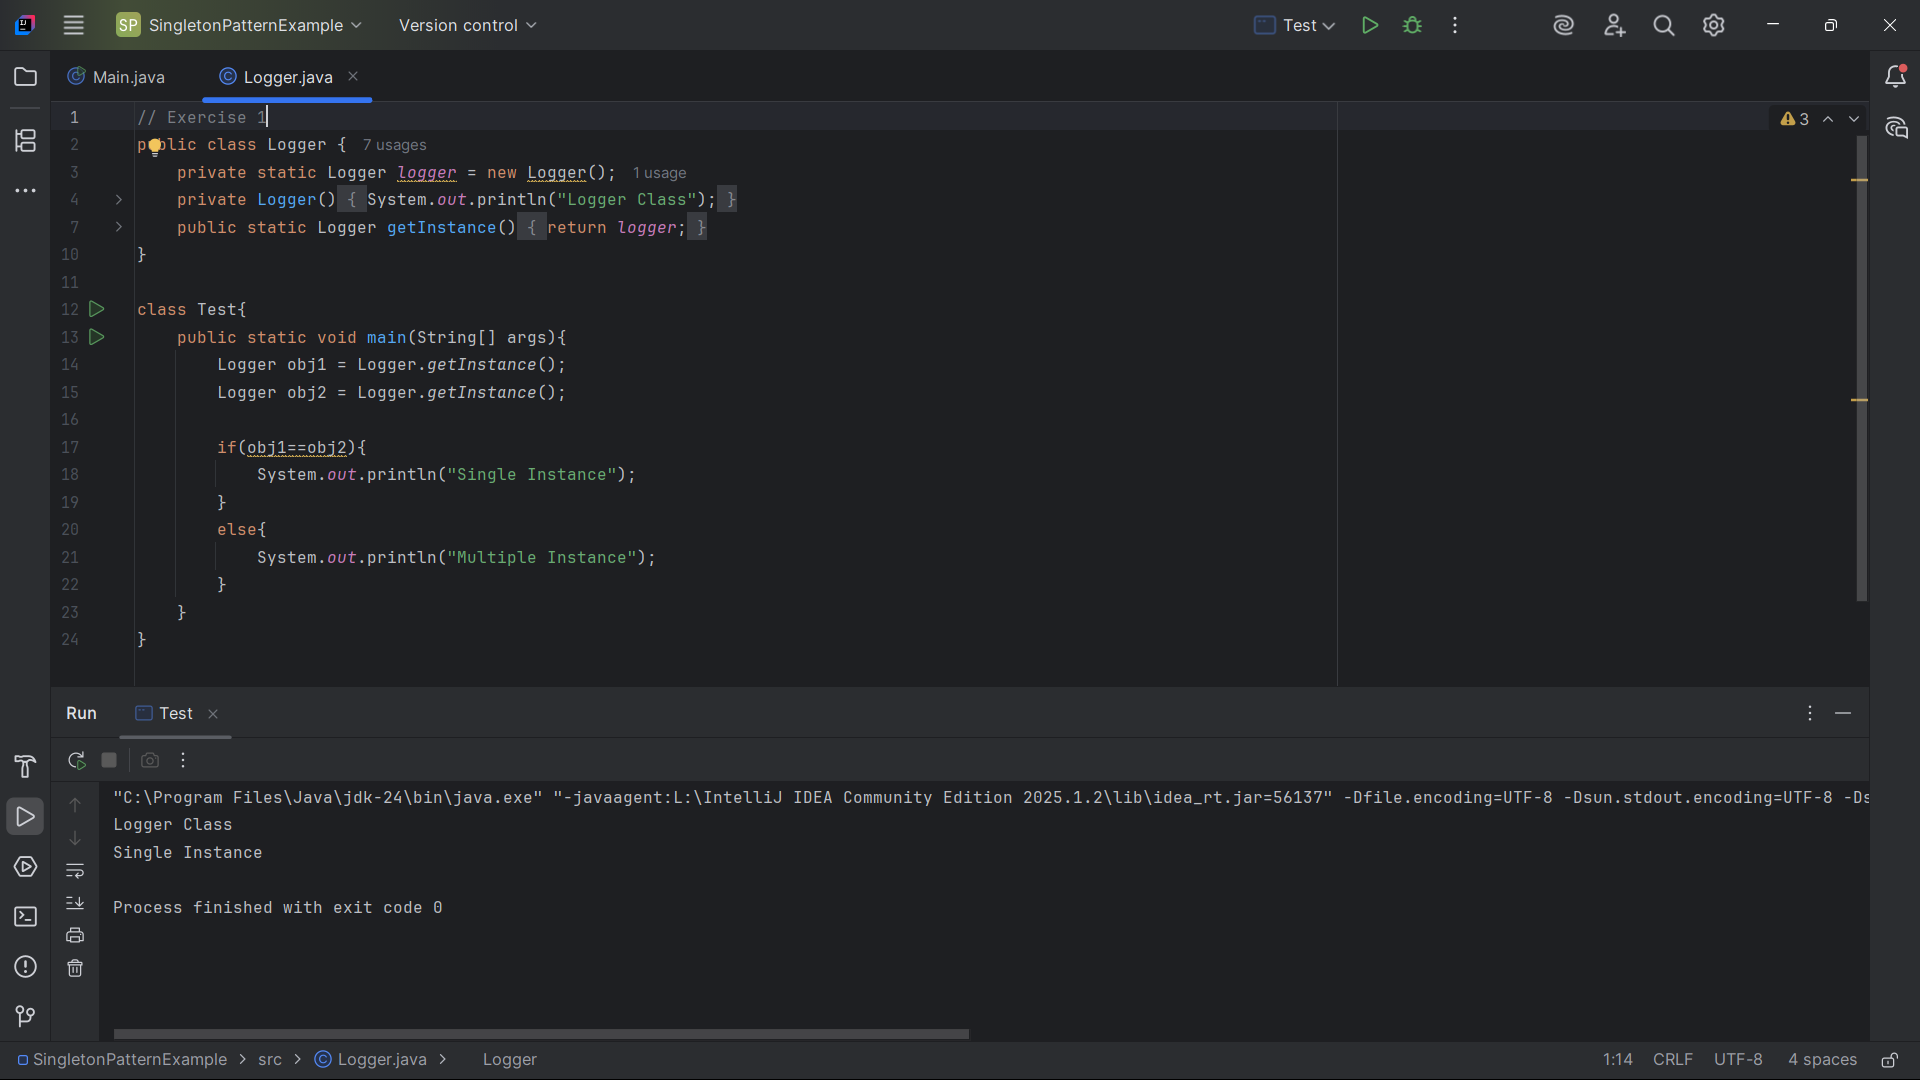 SP SingletonPatternExample Version control Test
Main.java Logger.java
1 // Exercise 1
2 public class Logger { 7 usages
3 private static Logger logger = new Logger(); 1 usage
4 private Logger() { System.out.println("Logger Class"); }
7 public static Logger getInstance() { return logger; }
10 }
11
12 class Test{
13 public static void main(String[] args){
14 Logger obj1 = Logger.getInstance();
15 Logger obj2 = Logger.getInstance();
16
17 if(obj1==obj2){
18 System.out.println("Single Instance");
19 }
20 else{
21 System.out.println("Multiple Instance");
22 }
23 }
24 }
3
Run Test
"C:\Program Files\Java\jdk-24\bin\java.exe" "-javaagent:L:\IntelliJ IDEA Community Edition 2025.1.2\lib\idea_rt.jar=56137" -Dfile.encoding=UTF-8 -Dsun.stdout.encoding=UTF-8 -Ds
Logger Class
Single Instance
Process finished with exit code 0
SingletonPatternExample > src > Logger.java > Logger 1:14 CRLF UTF-8 4 spaces